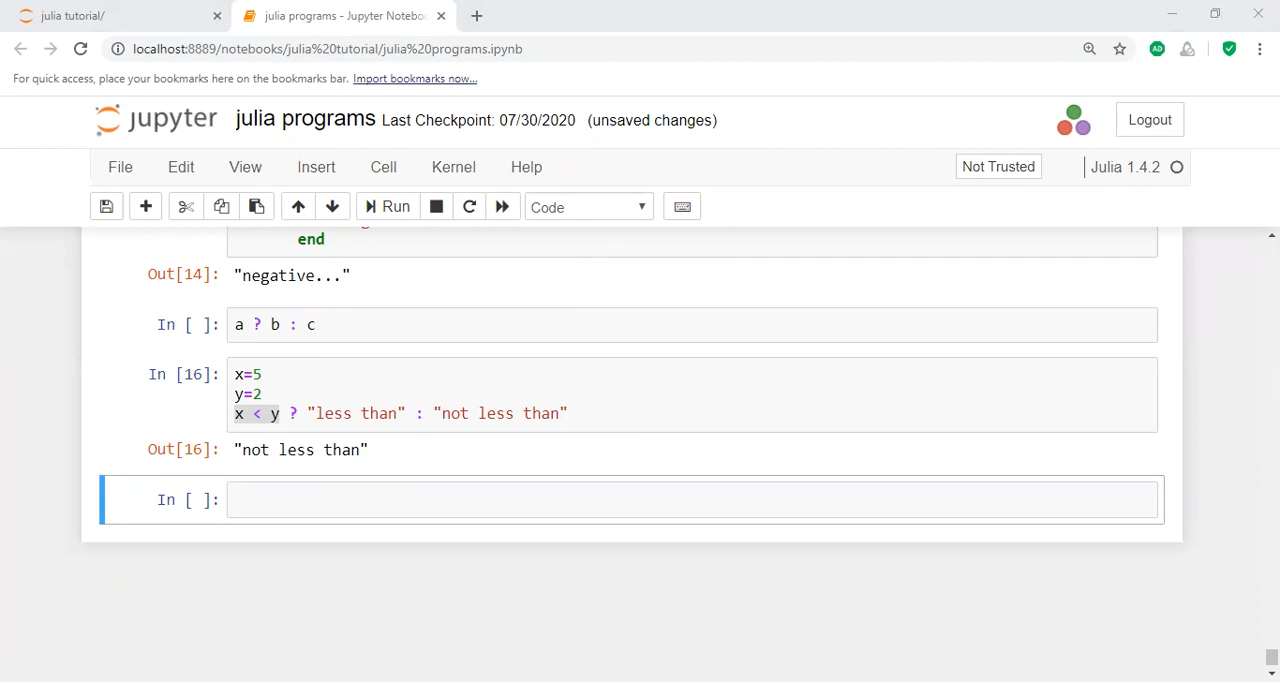 julia tutorial/
julia programs - Jupyter Notebo
localhost:8889/notebooks/julia%20tutorial/julia%20programs.ipynb
For quick access, place your bookmarks here on the bookmarks bar. Import bookmarks now...
jupyter julia programs Last Checkpoint: 07/30/2020 (unsaved changes)
Logout
File Edit View Insert Cell Kernel Help
Not Trusted
Julia 1.4.2
Run
Code
end
Out[14]: "negative..."
In [ ]: a ? b : c
In [16]: x=5
y=2
x < y ? "less than" : "not less than"
Out[16]: "not less than"
In [ ]: